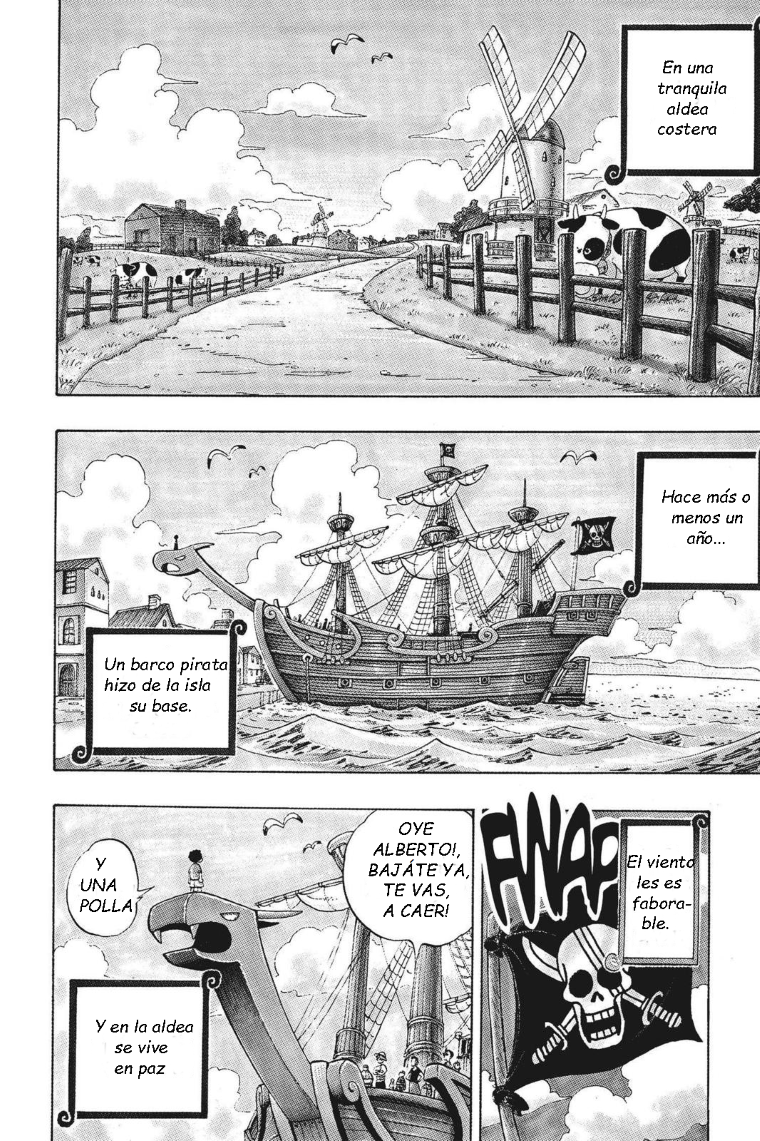 En una
tranquila
aldea
costera
Hace más o
menos un
año...
Un barco pirata
hizo de la isla
su base.
FWAP
El viento
les es
fabora-
ble.
OYE
ALBERTO!,
BAJÁTE YA,
TE VAS,
A CAER!
Y
UNA
POLLA
Y en la aldea
se vive
en paz